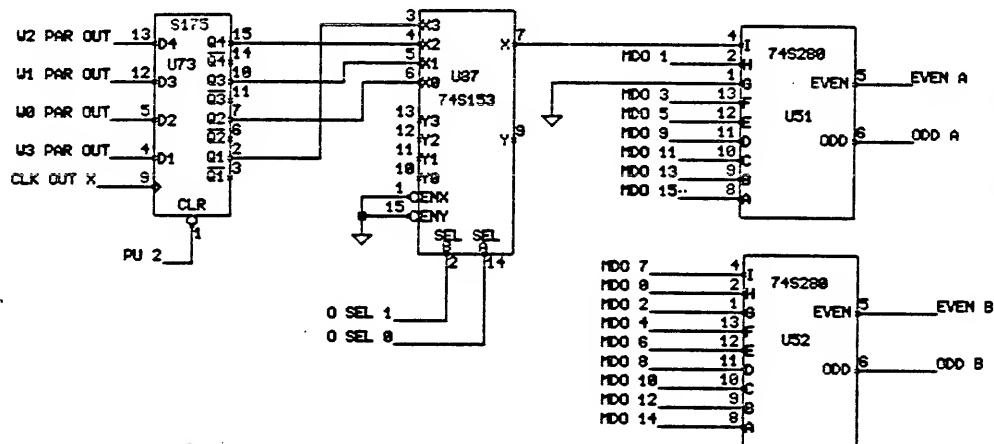 S175
U73
W2 PAR OUT 13 D4 Q4 15
Q4 14
W1 PAR OUT 12 D3 Q3 10
Q3 11
W0 PAR OUT 5 D2 Q2 7
Q2 6
W3 PAR OUT 4 D1 Q1 2
Q1 3
CLK OUT X 9
CLR
1
PU 2
3 X3
4 X2 X 7
5 X1
6 X0
U37
74S153
13 Y3
12 Y2 Y 9
11 Y1
10 Y0
1 ENX
15 ENY
SEL SEL
B A
2 14
O SEL 1
O SEL 0
74S280
4 I
MDO 1 2 H
1 G EVEN 5 EVEN A
MDO 3 13 F
MDO 5 12 E U51
MDO 9 11 D ODD 6 ODD A
MDO 11 10 C
MDO 13 9 B
MDO 15 8 A
74S280
MDO 7 4 I
MDO 0 2 H
MDO 2 1 G EVEN 5 EVEN B
MDO 4 13 F
MDO 6 12 E U52
MDO 8 11 D ODD 6 ODD B
MDO 10 10 C
MDO 12 9 B
MDO 14 8 A